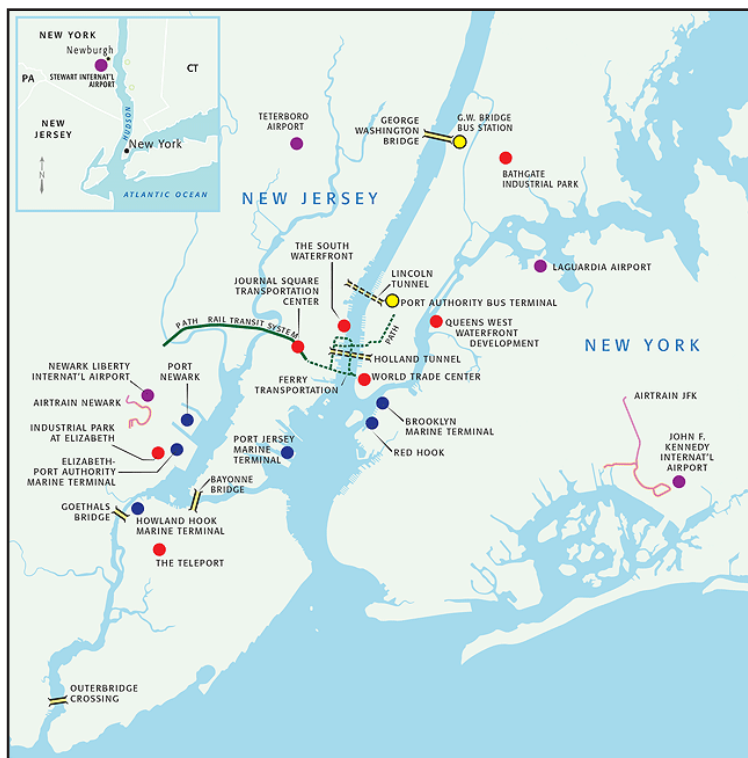 NEW YORK
Newburgh
STEWART INTERNAT'L
AIRPORT
PA
CT
NEW
JERSEY
HUDSON
New York
N
ATLANTIC OCEAN
TETERBORO
AIRPORT
GEORGE
WASHINGTON
BRIDGE
G.W. BRIDGE
BUS STATION
BATHGATE
INDUSTRIAL PARK
NEW JERSEY
THE SOUTH
WATERFRONT
LINCOLN
TUNNEL
LAGUARDIA AIRPORT
JOURNAL SQUARE
TRANSPORTATION
CENTER
PORT AUTHORITY BUS TERMINAL
PATH RAIL TRANSIT SYSTEM
PATH
QUEENS WEST
WATERFRONT
DEVELOPMENT
NEW YORK
HOLLAND TUNNEL
NEWARK LIBERTY
INTERNAT'L AIRPORT
PORT
NEWARK
FERRY
TRANSPORTATION
WORLD TRADE CENTER
AIRTRAIN NEWARK
AIRTRAIN JFK
INDUSTRIAL PARK
AT ELIZABETH
BROOKLYN
MARINE TERMINAL
PORT JERSEY
MARINE
TERMINAL
RED HOOK
JOHN F.
KENNEDY
INTERNAT'L
AIRPORT
ELIZABETH-
PORT AUTHORITY
MARINE TERMINAL
BAYONNE
BRIDGE
GOETHALS
BRIDGE
HOWLAND HOOK
MARINE TERMINAL
THE TELEPORT
OUTERBRIDGE
CROSSING